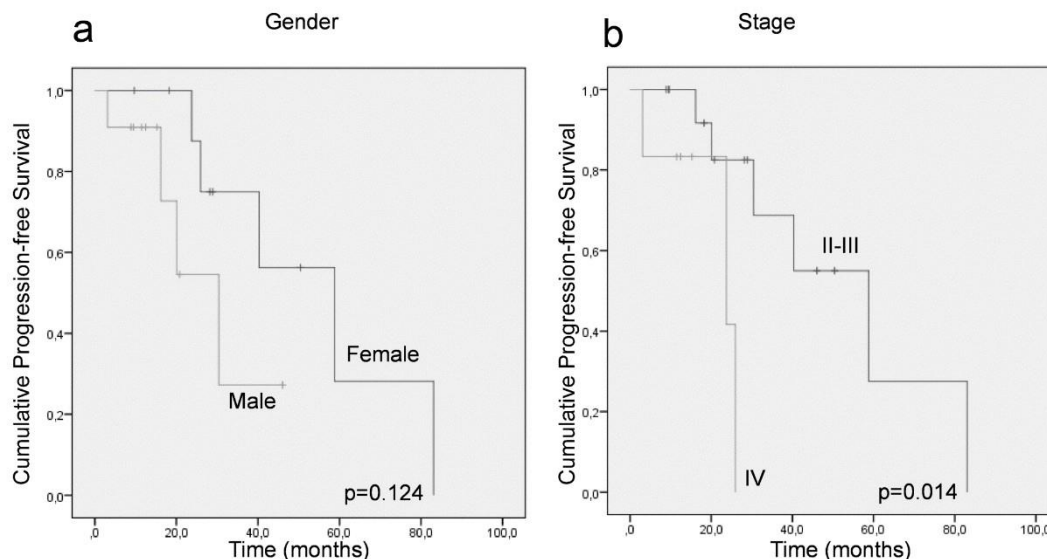 a
Gender
Cumulative Progression-free Survival
1,0
0,8
0,6
0,4
0,2
0,0
Female
Male
p=0.124
,0
20,0
40,0
60,0
80,0
100,0
Time (months)
b
Stage
Cumulative Progression-free Survival
1,0
0,8
0,6
0,4
0,2
0,0
II-III
IV
p=0.014
,0
20,0
40,0
60,0
80,0
100,0
Time (months)